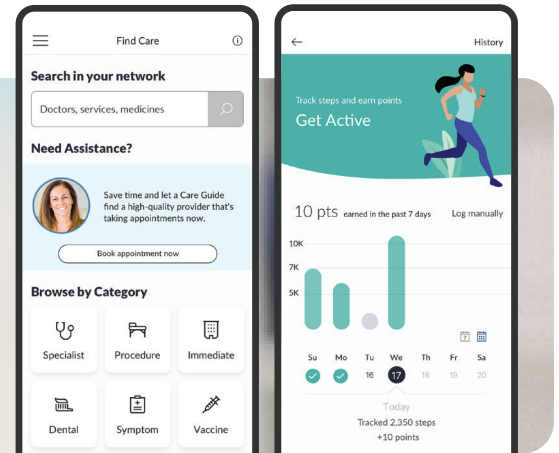 Find Care
Search in your network
Doctors, services, medicines
Need Assistance?
Save time and let a Care Guide
find a high-quality provider that's
taking appointments now.
Book appointment now
Browse by Category
Specialist
Procedure
Immediate
Dental
Symptom
Vaccine
History
Track steps and earn points
Get Active
10 pts earned in the past 7 days
Log manually
10K
7K
5K
7
Su Mo Tu We Th Fr Sa
16 17 18 19 20
Today
Tracked 2,350 steps
+10 points